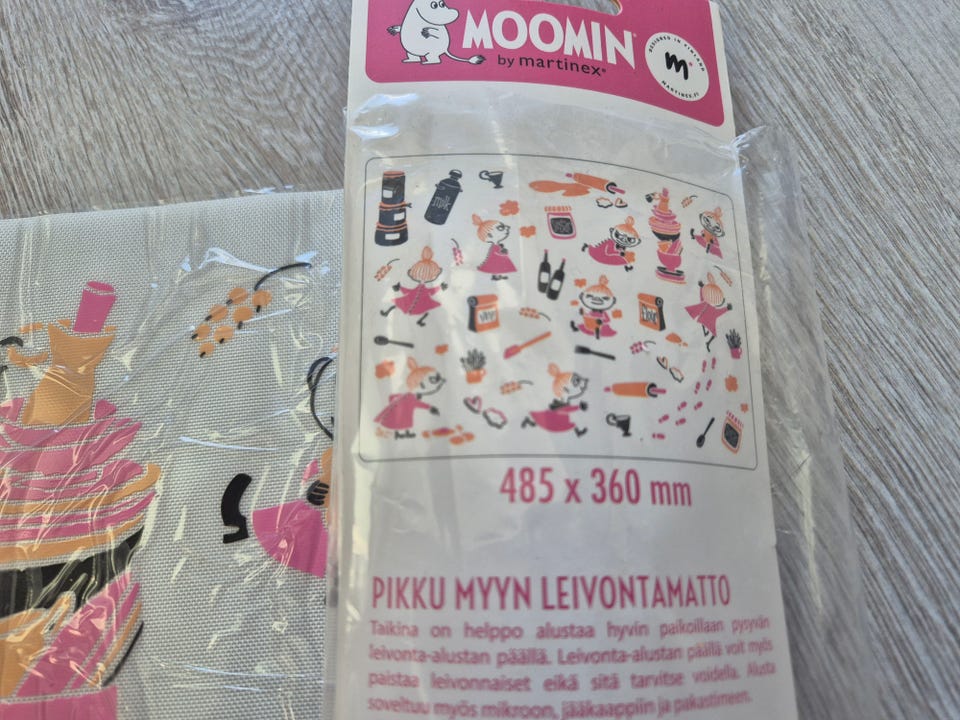 MOOMIN
by martinex®
DESIGNED IN FINLAND
m
MARTINEX.FI
milk
485 x 360 mm
PIKKU MYYN LEIVONTAMATTO
Taikina on helppo alustaa hyvin paikoillaan pysyvän
leivonta-alustan päällä. Leivonta-alustan päällä voit myös
paistaa leivonnaiset eikä sitä tarvitse voidella. Alusta
soveltuu myös mikroon, jääkaappiin ja pakastimeen.